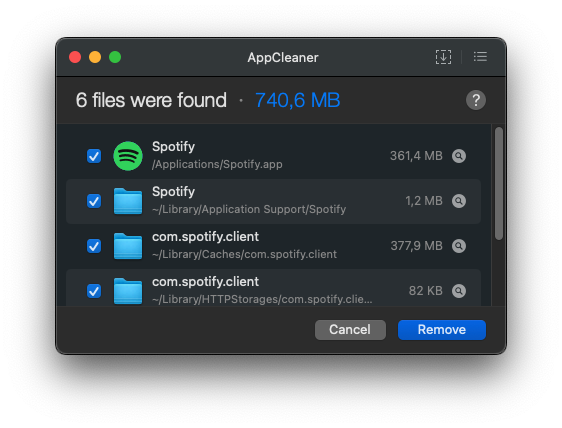 AppCleaner
6 files were found · 740,6 MB
?
Spotify
/Applications/Spotify.app
361,4 MB
Spotify
~/Library/Application Support/Spotify
1,2 MB
com.spotify.client
~/Library/Caches/com.spotify.client
377,9 MB
com.spotify.client
~/Library/HTTPStorages/com.spotify.clie...
82 KB
Cancel
Remove